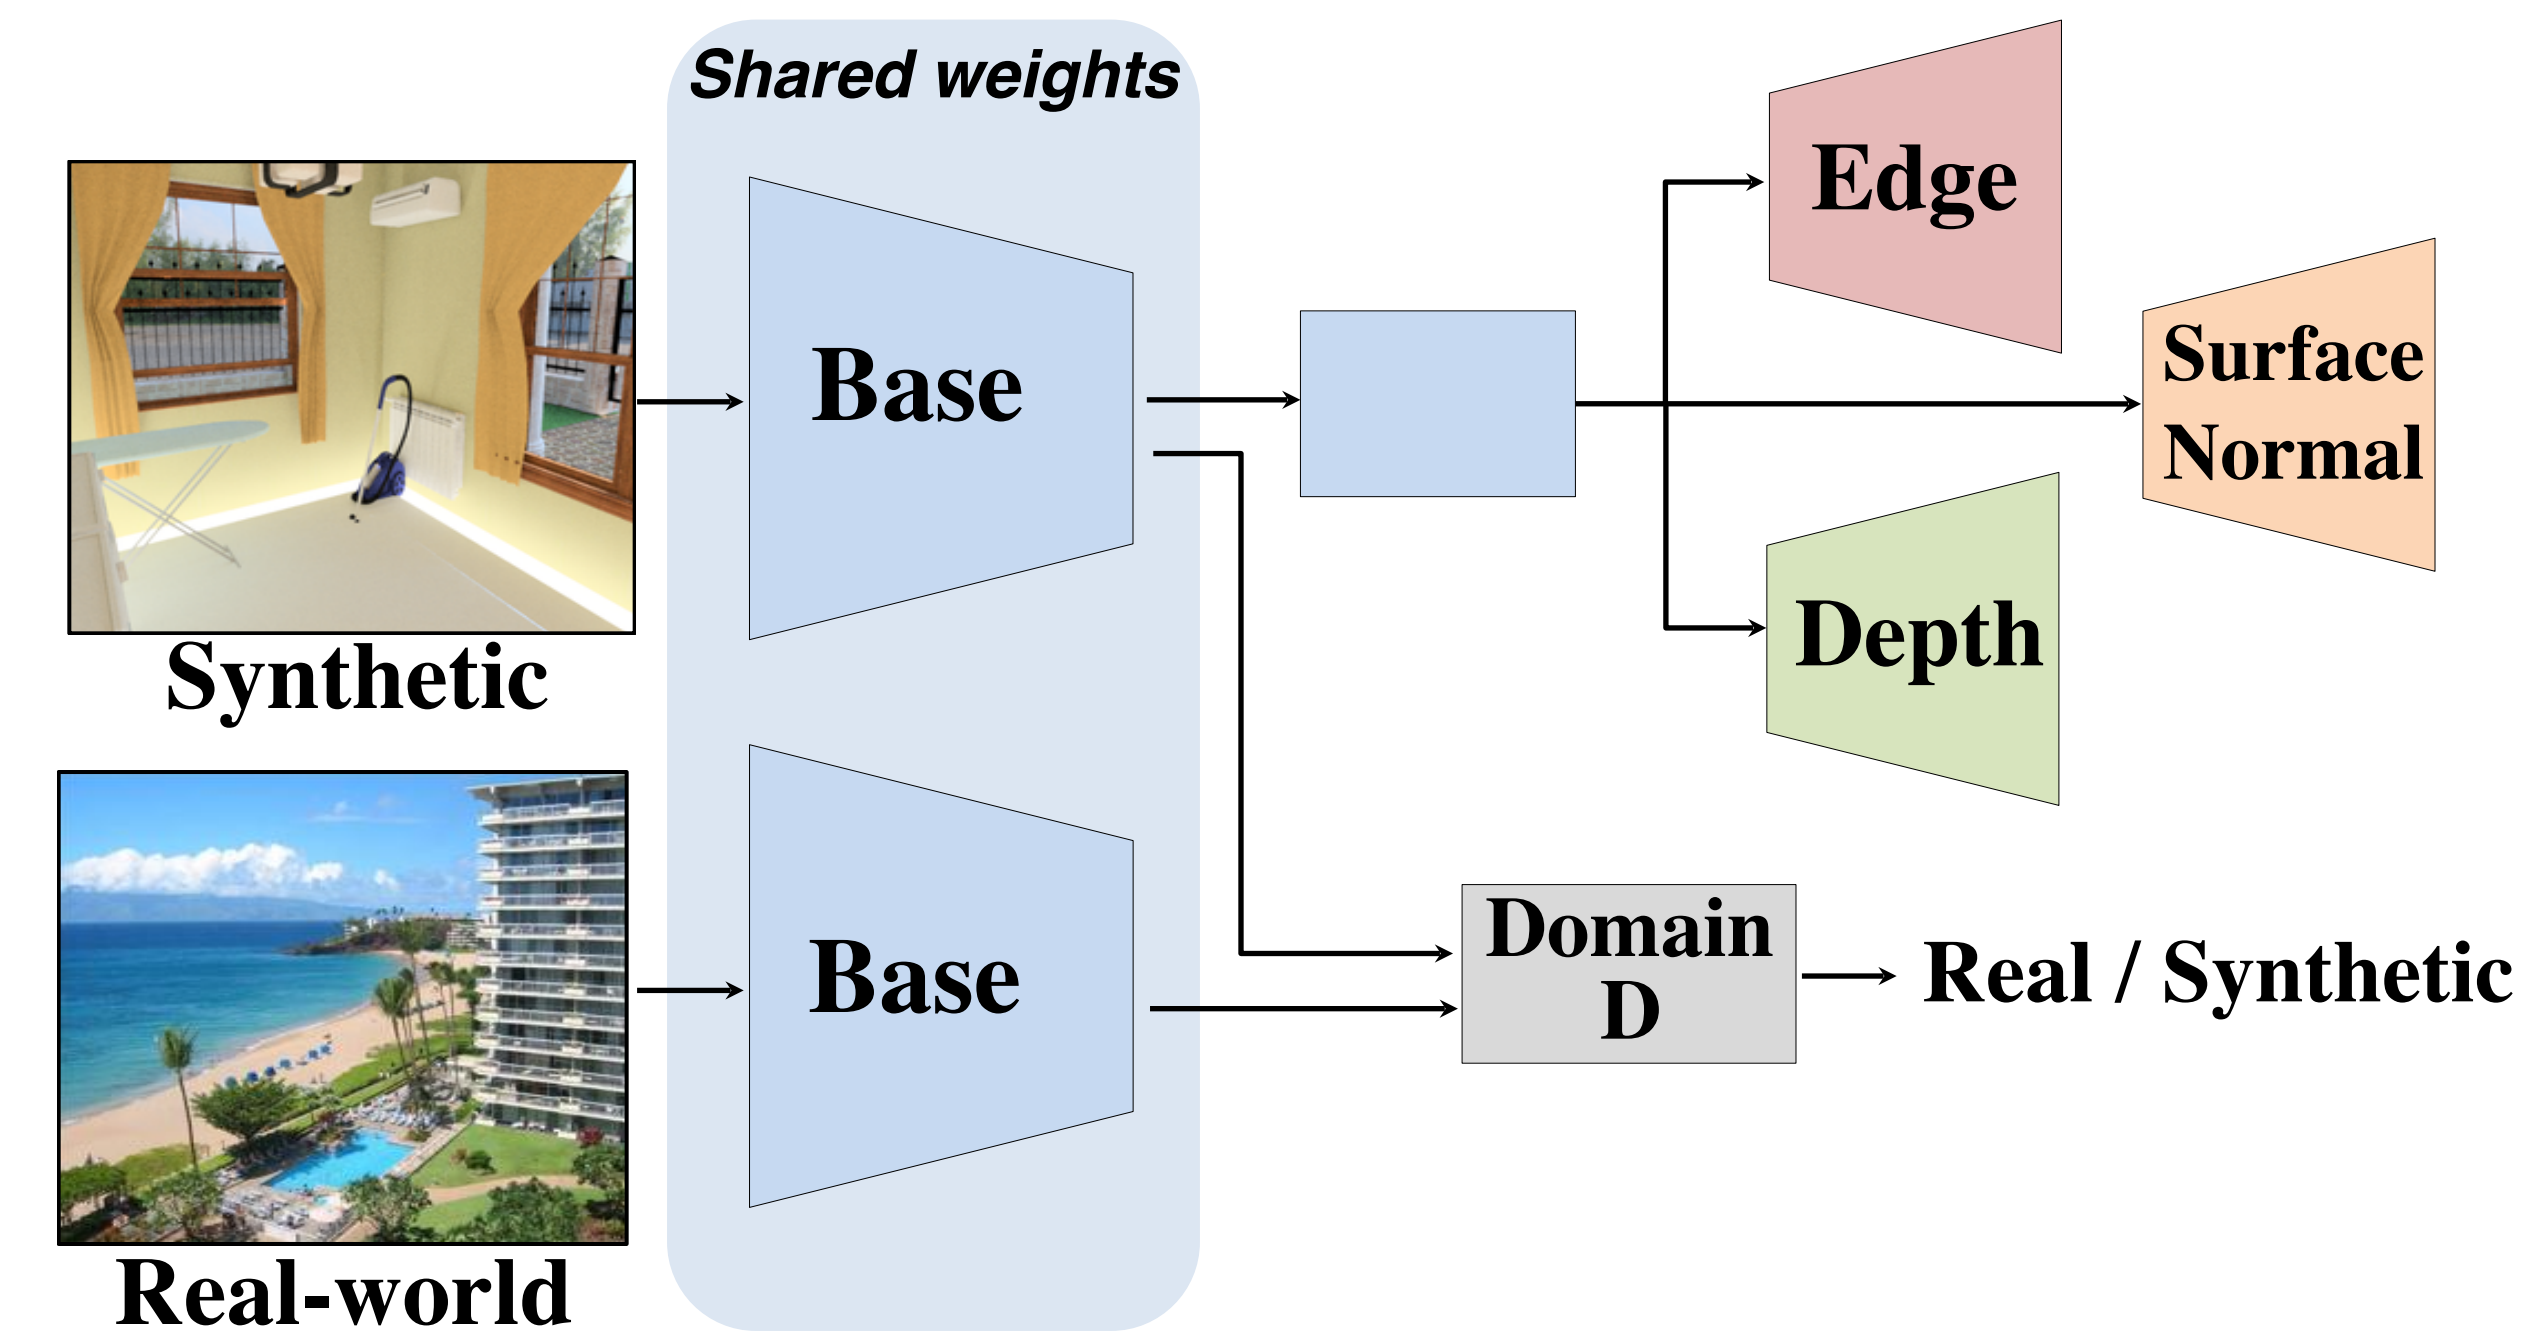 Shared weights
Synthetic
Base
Edge
Surface
Normal
Depth
Real-world
Base
Domain
D
Real / Synthetic